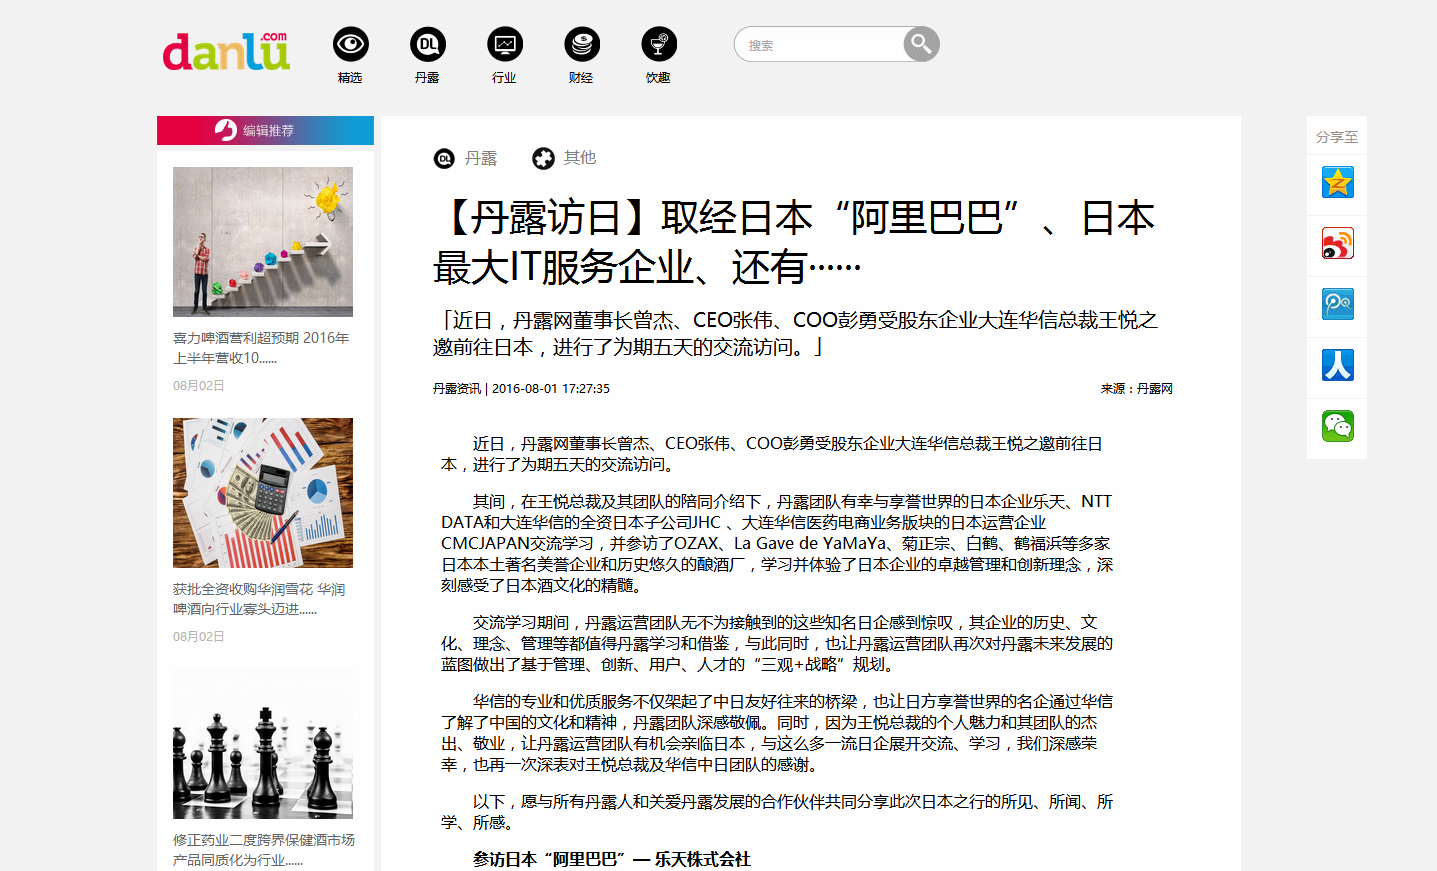 danlu.com
精选
丹露
行业
财经
饮趣
搜索
编辑推荐
喜力啤酒营利超预期 2016年
上半年营收10......
08月02日
获批全资收购华润雪花 华润
啤酒向行业寡头迈进......
08月02日
修正药业二度跨界保健酒市场
产品同质化为行业......
丹露
其他
【丹露访日】取经日本“阿里巴巴”、日本
最大IT服务企业、还有······
「近日，丹露网董事长曾杰、CEO张伟、COO彭勇受股东企业大连华信总裁王悦之
邀前往日本，进行了为期五天的交流访问。」
丹露资讯 | 2016-08-01 17:27:35
来源：丹露网
近日，丹露网董事长曾杰、CEO张伟、COO彭勇受股东企业大连华信总裁王悦之邀前往日
本，进行了为期五天的交流访问。
其间，在王悦总裁及其团队的陪同介绍下，丹露团队有幸与享誉世界的日本企业乐天、NTT
DATA和大连华信的全资日本子公司JHC 、大连华信医药电商业务版块的日本运营企业
CMCJAPAN交流学习，并参访了OZAX、La Gave de YaMaYa、菊正宗、白鹤、鹤福浜等多家
日本本土著名美誉企业和历史悠久的酿酒厂，学习并体验了日本企业的卓越管理和创新理念，深
刻感受了日本酒文化的精髓。
交流学习期间，丹露运营团队无不为接触到的这些知名日企感到惊叹，其企业的历史、文
化、理念、管理等都值得丹露学习和借鉴，与此同时，也让丹露运营团队再次对丹露未来发展的
蓝图做出了基于管理、创新、用户、人才的“三观+战略”规划。
华信的专业和优质服务不仅架起了中日友好往来的桥梁，也让日方享誉世界的名企通过华信
了解了中国的文化和精神，丹露团队深感敬佩。同时，因为王悦总裁的个人魅力和其团队的杰
出、敬业，让丹露运营团队有机会亲临日本，与这么多一流日企展开交流、学习，我们深感荣
幸，也再一次深表对王悦总裁及华信中日团队的感谢。
以下，愿与所有丹露人和关爱丹露发展的合作伙伴共同分享此次日本之行的所见、所闻、所
学、所感。
参访日本“阿里巴巴”— 乐天株式会社
分享至